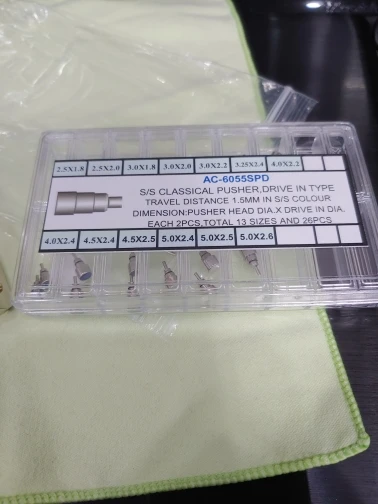 2.5X1.8 2.5X2.0 3.0X1.8 3.0X2.0 3.0X2.2 3.25X2.4 4.0X2.2
AC-6055SPD
S/S CLASSICAL PUSHER,DRIVE IN TYPE
TRAVEL DISTANCE 1.5MM IN S/S COLOUR
DIMENSION:PUSHER HEAD DIA.X DRIVE IN DIA.
EACH 2PCS,TOTAL 13 SIZES AND 26PCS
4.0X2.4 4.5X2.4 4.5X2.5 5.0X2.4 5.0X2.5 5.0X2.6